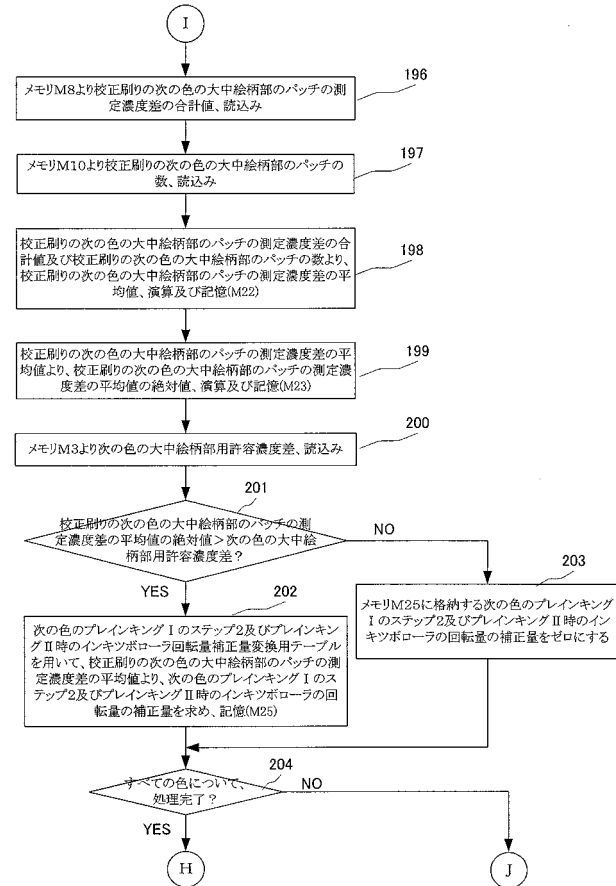 I
196
メモリM8より校正刷りの次の色の大中絵柄部のパッチの測
定濃度差の合計値、読込み
197
メモリM10より校正刷りの次の色の大中絵柄部のパッチの
数、読込み
198
校正刷りの次の色の大中絵柄部のパッチの測定濃度差の合
計値及び校正刷りの次の色の大中絵柄部のパッチの数より、
校正刷りの次の色の大中絵柄部のパッチの測定濃度差の平
均値、演算及び記憶(M22)
199
校正刷りの次の色の大中絵柄部のパッチの測定濃度差の平
均値より、校正刷りの次の色の大中絵柄部のパッチの測定濃
度差の平均値の絶対値、演算及び記憶(M23)
200
メモリM3より次の色の大中絵柄部用許容濃度差、読込み
201
校正刷りの次の色の大中絵柄部のパッチの測
定濃度差の平均値の絶対値>次の色の大中絵
柄部用許容濃度差?
NO
YES
202
次の色のプレインキングⅠのステップ2及びプレインキン
グⅡ時のインキツボローラ回転量補正量変換用テーブル
を用いて、校正刷りの次の色の大中絵柄部のパッチの測
定濃度差の平均値より、次の色のプレインキングⅠのス
テップ2及びプレインキングⅡ時のインキツボローラの回
転量の補正量を求め、記憶(M25)
203
メモリM25に格納する次の色のプレインキング
Ⅰのステップ2及びプレインキングⅡ時のイン
キツボローラの回転量の補正量をゼロにする
204
すべての色について、
処理完了?
NO
YES
H
J